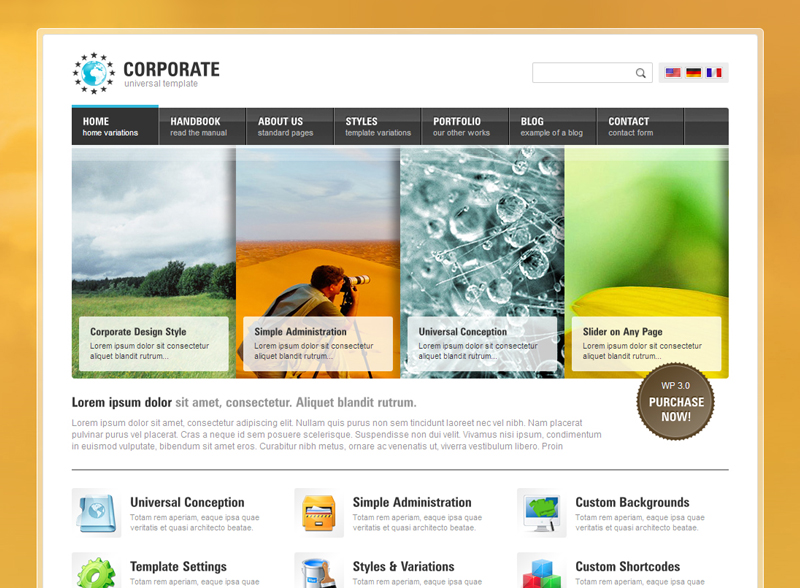 CORPORATE
universal template
HOME
home variations
HANDBOOK
read the manual
ABOUT US
standard pages
STYLES
template variations
PORTFOLIO
our other works
BLOG
example of a blog
CONTACT
contact form
Corporate Design Style
Lorem ipsum dolor sit consectetur
aliquet blandit rutrum...
Simple Administration
Lorem ipsum dolor sit consectetur
aliquet blandit rutrum...
Universal Conception
Lorem ipsum dolor sit consectetur
aliquet blandit rutrum...
Slider on Any Page
Lorem ipsum dolor sit consectetur
aliquet blandit rutrum...
WP 3.0
PURCHASE
NOW!
Lorem ipsum dolor sit amet, consectetur. Aliquet blandit rutrum.
Lorem ipsum dolor sit amet, consectetur adipiscing elit. Nullam quis purus non sem tincidunt laoreet nec vel nibh. Nam placerat
pulvinar purus vel placerat. Cras a neque id sem posuere scelerisque. Suspendisse non dui velit. Vivamus nisi ipsum, condimentum
in euismod vulputate, bibendum sit amet eros. Curabitur nibh metus, ornare ac venenatis ut, viverra vestibulum libero. Proin
Universal Conception
Totam rem aperiam, eaque ipsa quae
veritatis et quasi architecto beatae.
Simple Administration
Totam rem aperiam, eaque ipsa quae
veritatis et quasi architecto beatae.
Custom Backgrounds
Totam rem aperiam, eaque ipsa quae
veritatis et quasi architecto beatae.
Template Settings
Totam rem aperiam, eaque ipsa quae
Styles & Variations
Totam rem aperiam, eaque ipsa quae
Custom Shortcodes
Totam rem aperiam, eaque ipsa quae